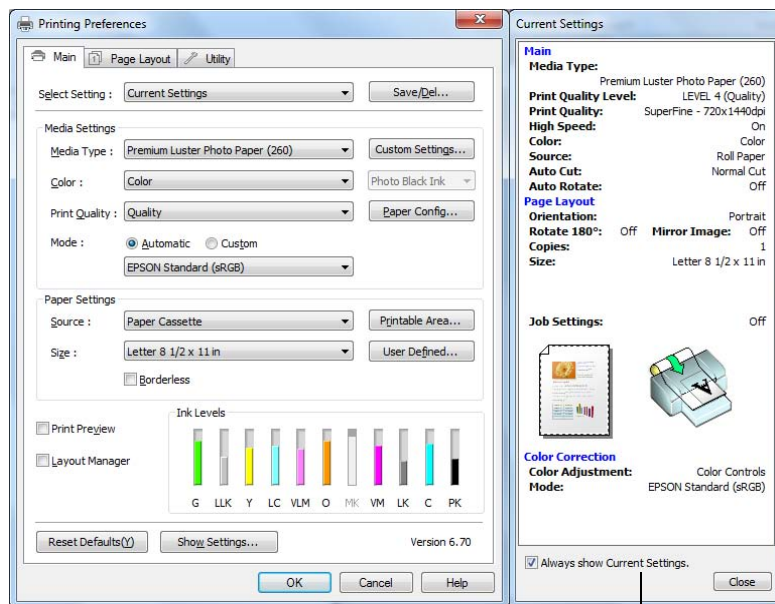 Printing Preferences
Main
Page Layout
Utility
Select Setting :
Current Settings
Save/Del...
Media Settings
Media Type :
Premium Luster Photo Paper (260)
Custom Settings...
Color :
Color
Photo Black Ink
Print Quality :
Quality
Paper Config...
Mode :
Automatic
Custom
EPSON Standard (sRGB)
Paper Settings
Source :
Paper Cassette
Printable Area...
Size :
Letter 8 1/2 x 11 in
User Defined...
Borderless
Print Preview
Layout Manager
Ink Levels
G LLK Y LC VLM O MK VM LK C PK
Reset Defaults(Y)
Show Settings...
Version 6.70
OK
Cancel
Help
Current Settings
Main
Media Type:
Premium Luster Photo Paper (260)
Print Quality Level: LEVEL 4 (Quality)
Print Quality: SuperFine - 720x1440dpi
High Speed: On
Color: Color
Source: Roll Paper
Auto Cut: Normal Cut
Auto Rotate: Off
Page Layout
Orientation: Portrait
Rotate 180°: Off Mirror Image: Off
Copies: 1
Size: Letter 8 1/2 x 11 in
Job Settings: Off
A
Color Correction
Color Adjustment: Color Controls
Mode: EPSON Standard (sRGB)
Always show Current Settings.
Close